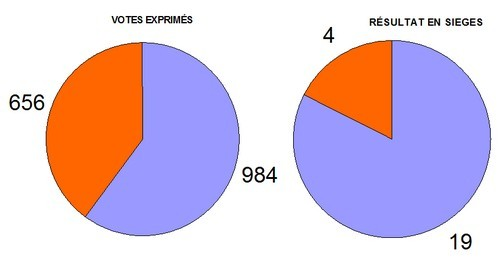 VOTES EXPRIMÉS
RÉSULTAT EN SIEGES
656
984
4
19